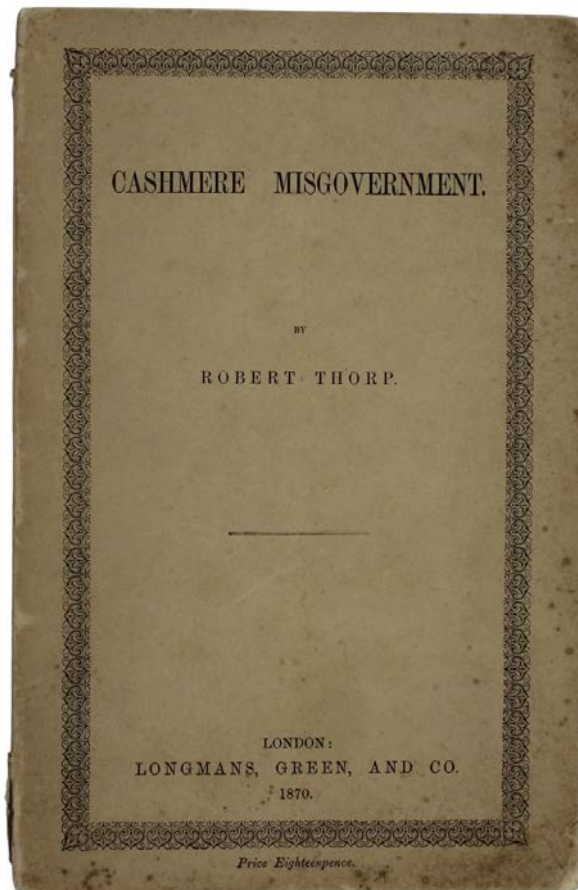 CASHMERE MISGOVERNMENT.
BY
ROBERT THORP.
LONDON:
LONGMANS, GREEN, AND CO.
1870.
Price Eighteenpence.